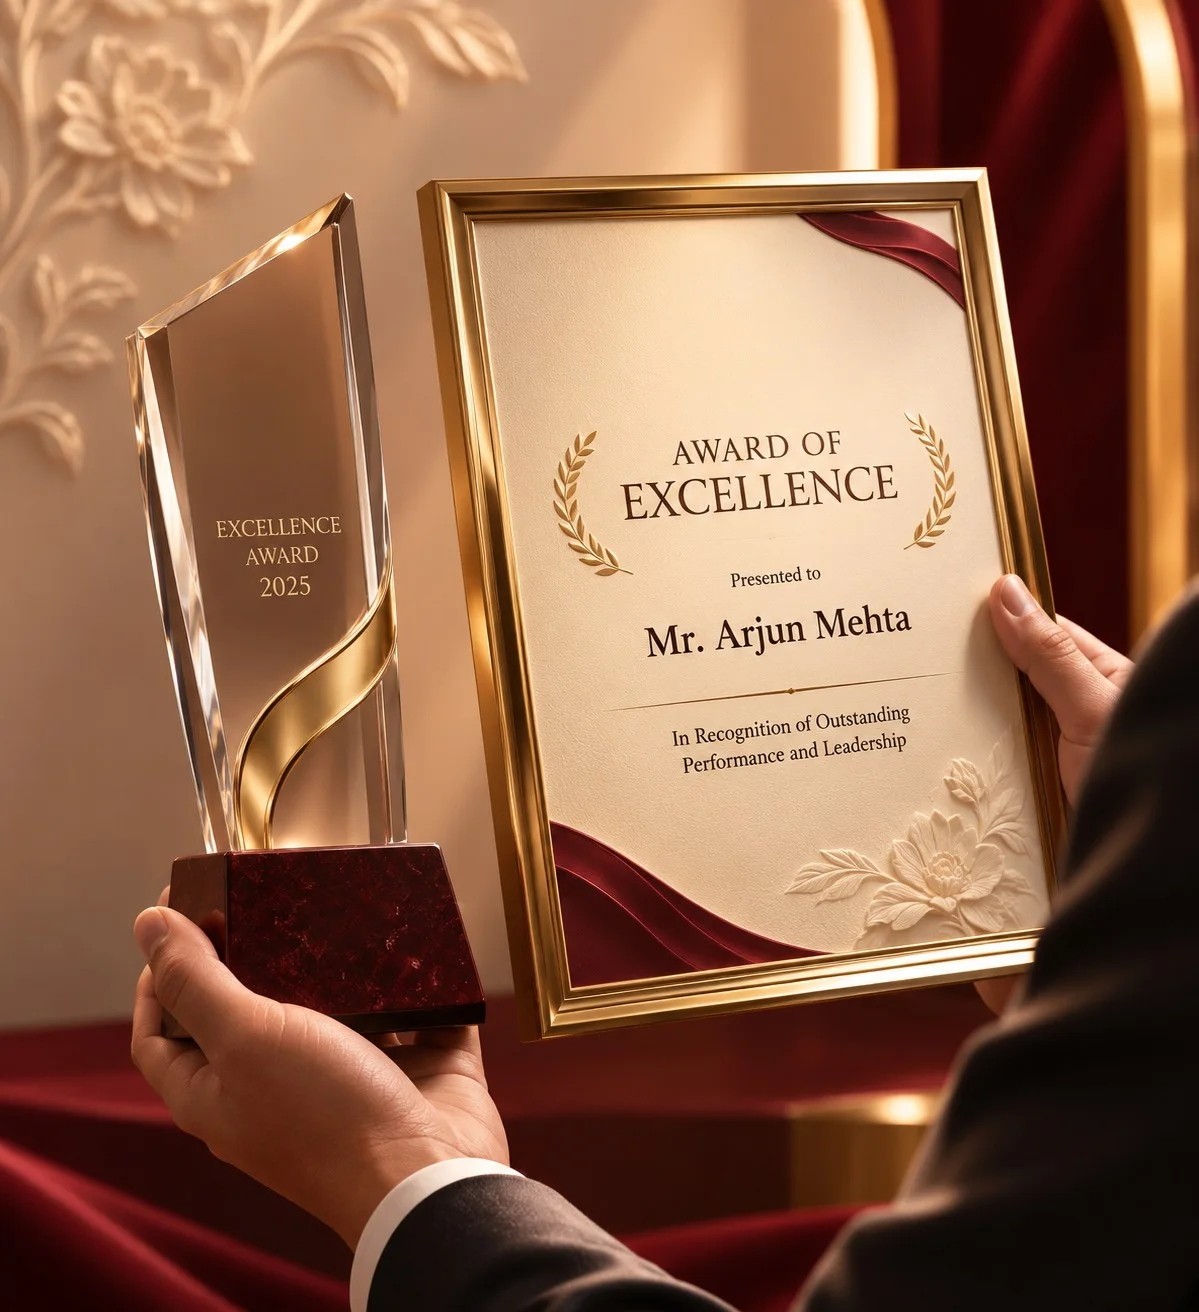 EXCELLENCE
AWARD
2025
AWARD OF
EXCELLENCE
Presented to
Mr. Arjun Mehta
In Recognition of Outstanding
Performance and Leadership